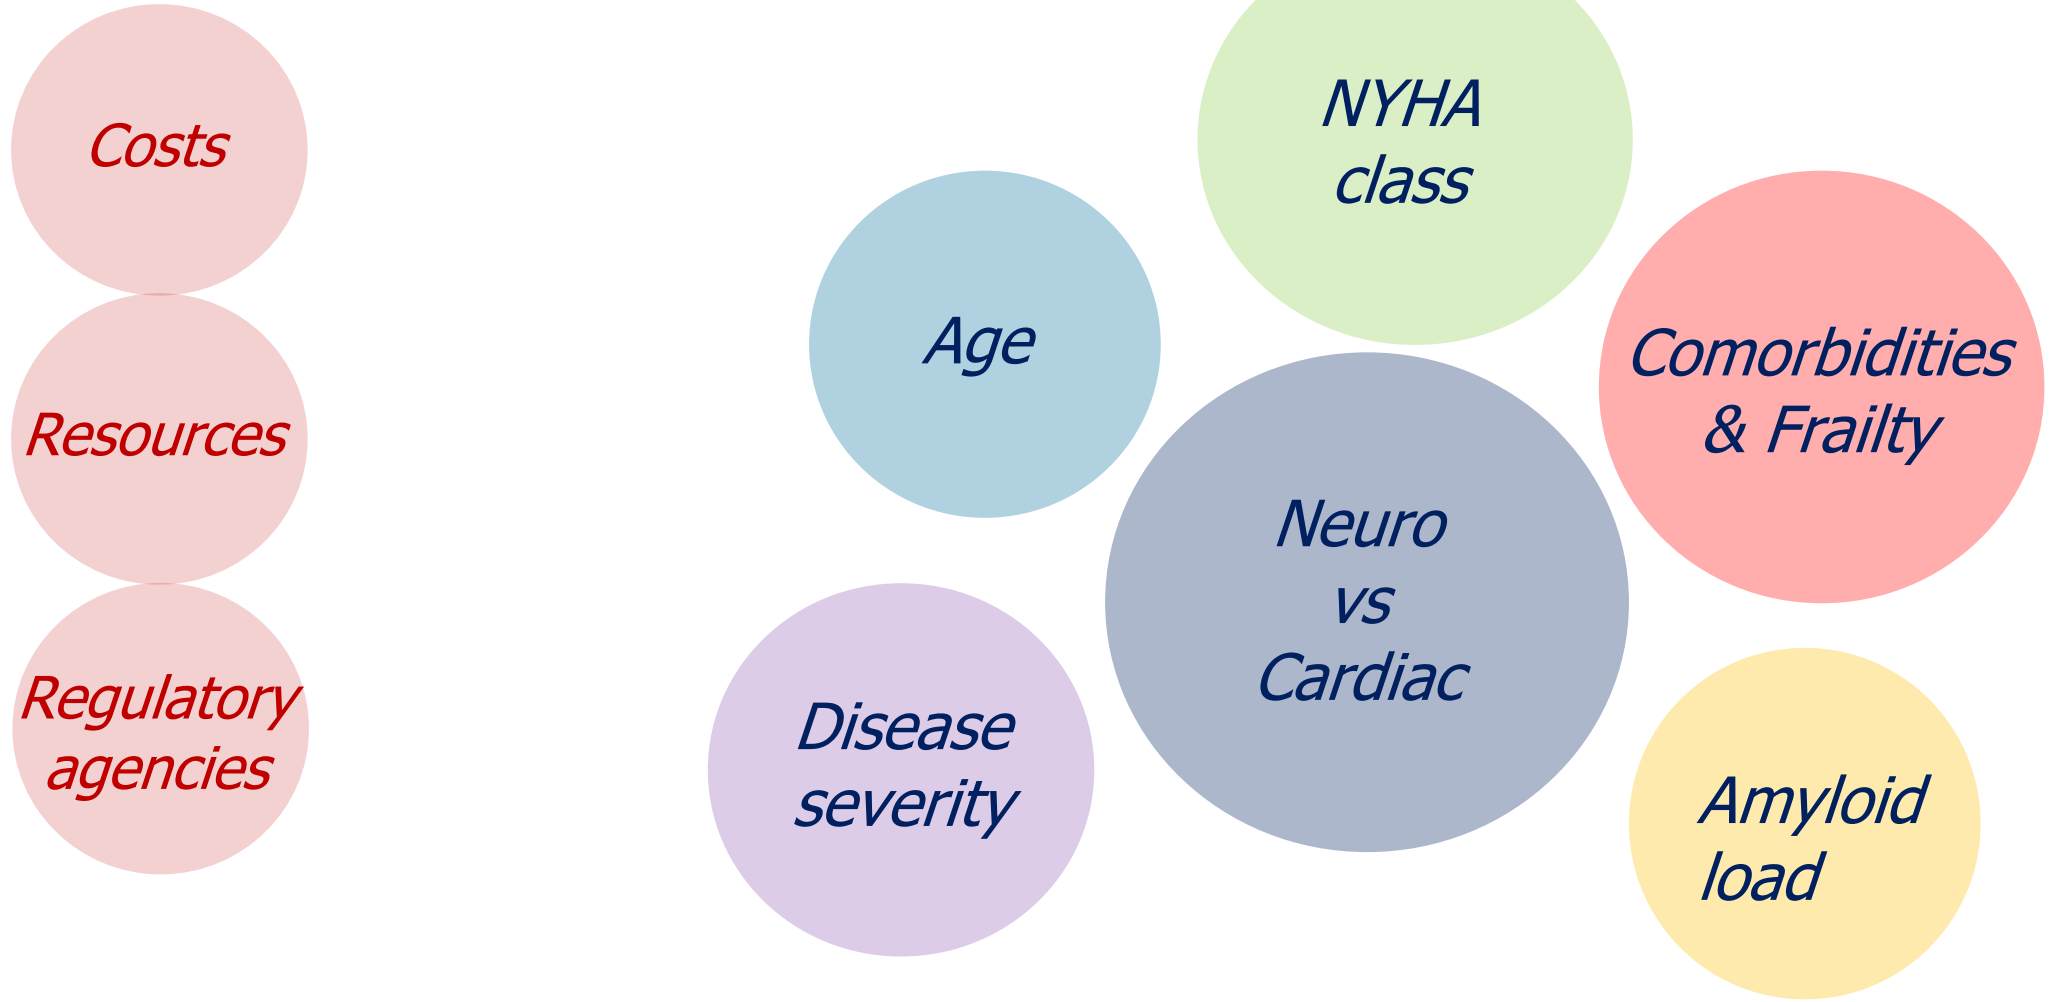 Costs
Resources
Regulatory
agencies
NYHA
class
Age
Comorbidities
& Frailty
Neuro
vs
Cardiac
Disease
severity
Amyloid
load